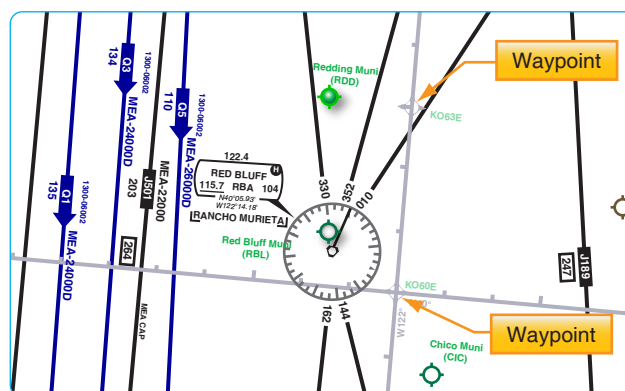 Q3
134
1300-06002
MEA-24000D
Q5
110
1300-06002
MEA-26000D
Q1
135
1300-06002
MEA-24000D
J501
203
MEA-22000
264
MEA CAP
Redding Muni
(RDD)
Waypoint
KO63E
122.4
H
RED BLUFF
115.7 RBA 104
N40°05.93'
W122°14.18'
RANCHO MURIETA
330
352
010
Red Bluff Muni
(RBL)
162
144
KO60E
W122°
Waypoint
J189
247
Chico Muni
(CIC)